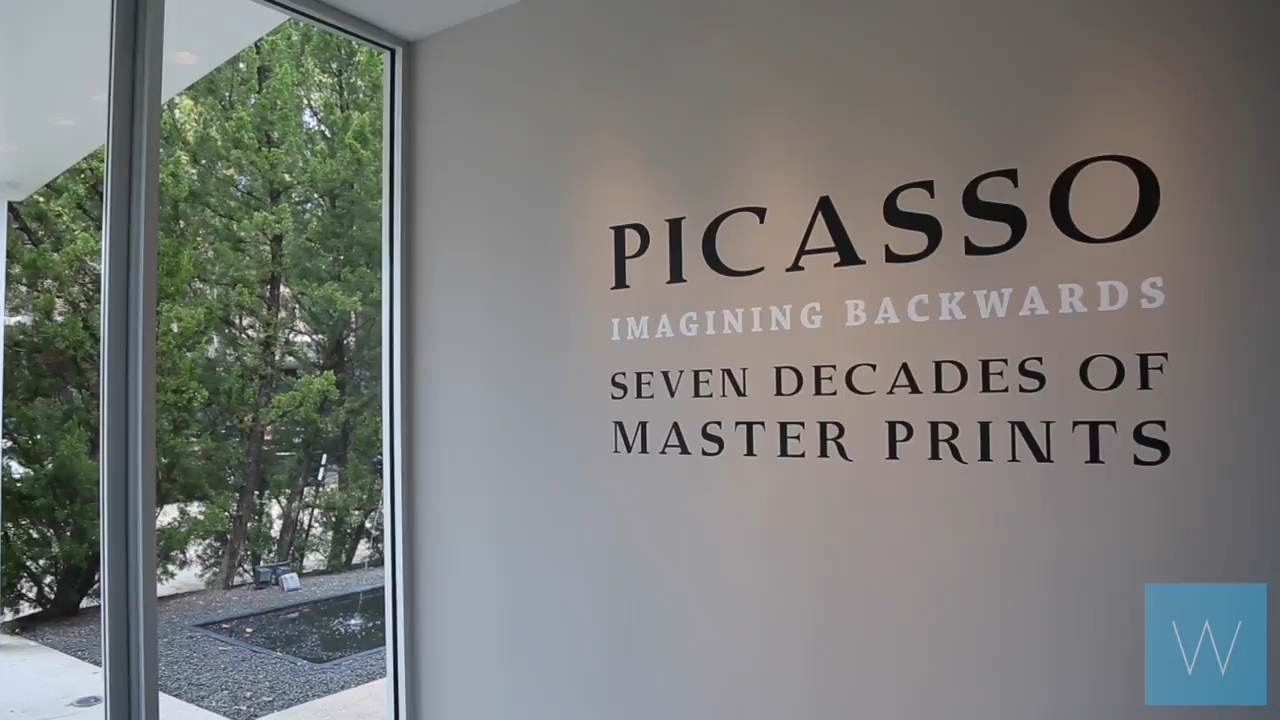 PICASSO
IMAGINING BACKWARDS
SEVEN DECADES OF
MASTER PRINTS
W